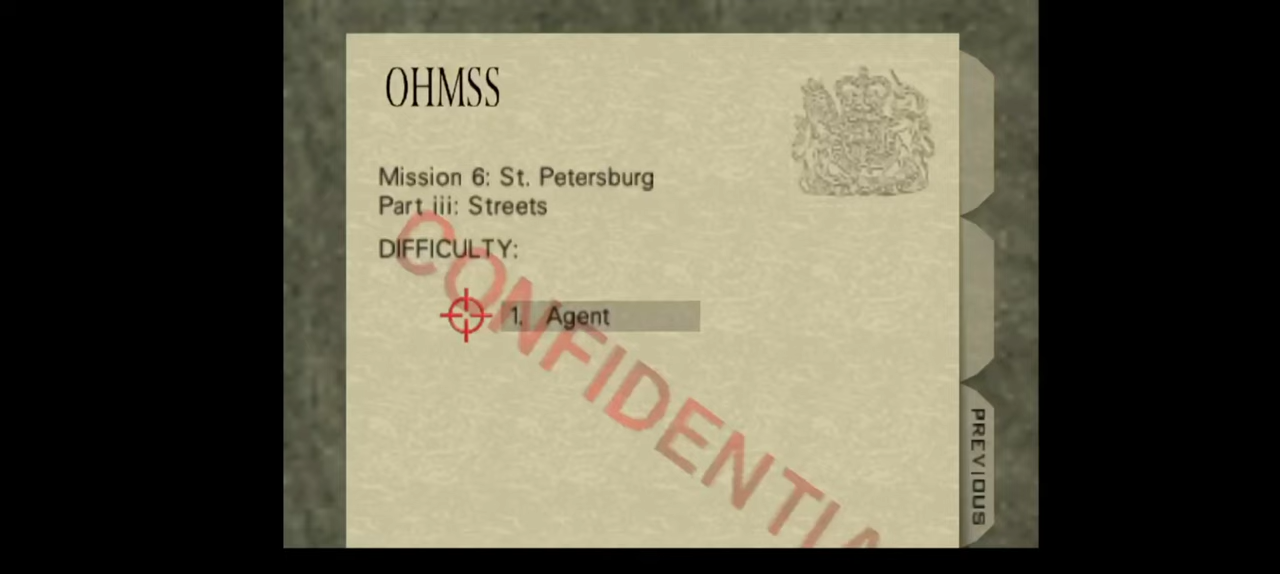 OHMSS
Mission 6: St. Petersburg
Part iii: Streets
DIFFICULTY:
1. Agent
CONFIDENTIA
PREVIOUS